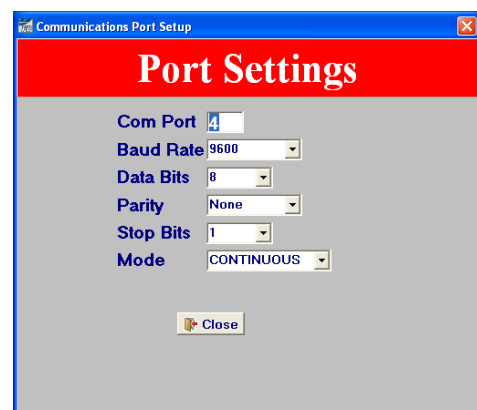 Communications Port Setup
Port Settings
Com Port 4
Baud Rate 9600
Data Bits 8
Parity None
Stop Bits 1
Mode CONTINUOUS
Close